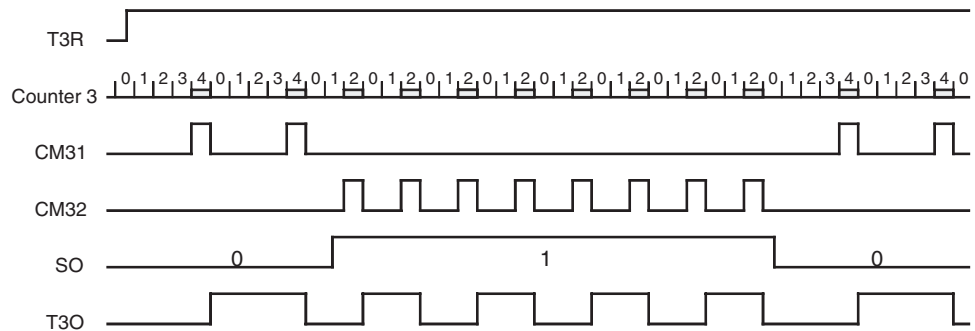 T3R
Counter 3 0 1 2 3 4 0 1 2 3 4 0 1 2 0 1 2 0 1 2 0 1 2 0 1 2 0 1 2 0 1 2 0 1 2 0 1 2 3 4 0 1 2 3 4 0
CM31
CM32
SO 0 1 0
T3O